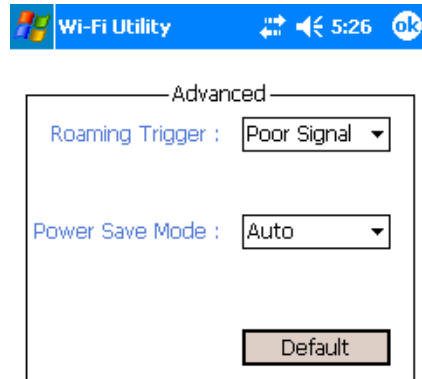 Wi-Fi Utility 5:26 ok
Advanced
Roaming Trigger : Poor Signal
Power Save Mode : Auto
Default